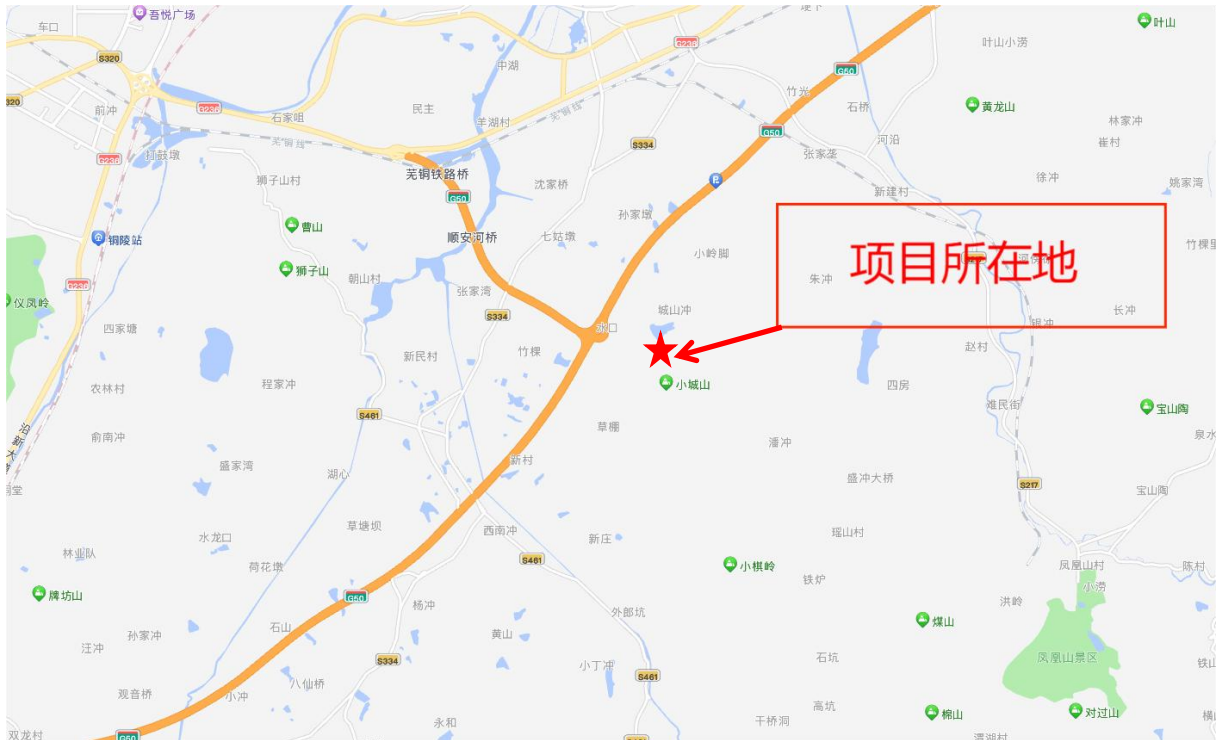 吾悦广场
叶山
车口
叶山小涝
S320
G236
中湖
G50
竹光
石桥
黄龙山
前冲
G236
石家咀
民主
羊湖村
芜铜线
林家冲
G50
河沿
崔村
芜铜线
S334
张家垄
打鼓墩
G236
芜铜铁路桥
狮子山村
沈家桥
徐冲
姚家湾
新建村
G50
孙家墩
曹山
铜陵站
顺安河桥
七姑墩
小岭脚
项目所在地
竹棵里
狮子山
朝山村
朱冲
张家湾
仪凤岭
城山冲
长冲
S334
银冲
四家塘
水口
新民村
竹棵
赵村
农林村
程家冲
小城山
四房
S461
难民街
宝山陶
俞南冲
草棚
潘冲
泉水
盛家湾
湖心
新村
盛冲大桥
S217
宝山陶
草塘坝
西南冲
瑶山村
水龙口
新庄
林业队
S461
荷花墩
小棋岭
凤凰山村
陈村
铁炉
小涝
牌坊山
G50
杨冲
洪岭
外郎坑
煤山
石山
孙家冲
黄山
汪冲
S334
石坑
凤凰山景区
铁山
小丁冲
S461
八仙桥
观音桥
小冲
高坑
棉山
对过山
永和
干桥洞
双龙村
G50